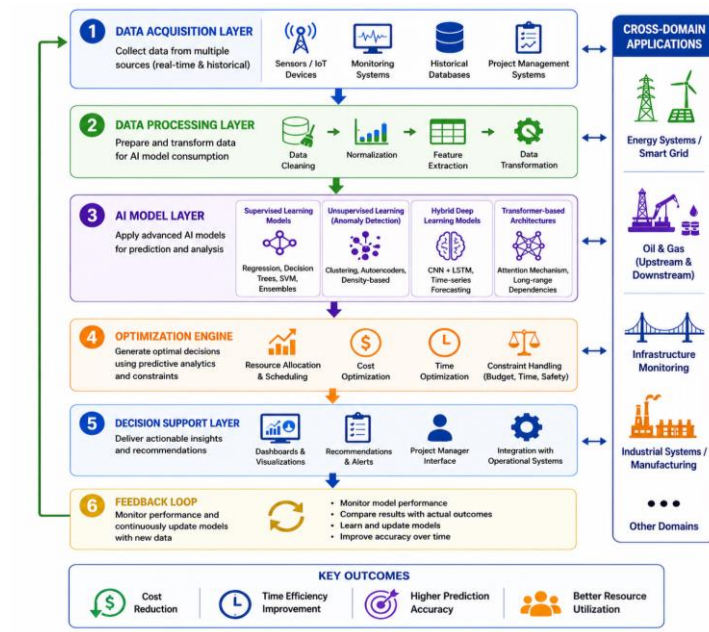 1
DATA ACQUISITION LAYER
Collect data from multiple
sources (real-time & historical)
Sensors / IoT
Devices
Monitoring
Systems
Historical
Databases
Project Management
Systems
2
DATA PROCESSING LAYER
Prepare and transform data
for AI model consumption
Data
Cleaning
Normalization
Feature
Extraction
Data
Transformation
3
AI MODEL LAYER
Apply advanced AI models
for prediction and analysis
Supervised Learning
Models
Regression, Decision
Trees, SVM,
Ensembles
Unsupervised Learning
(Anomaly Detection)
Clustering, Autoencoders,
Density-based
Hybrid Deep
Learning Models
CNN + LSTM,
Time-series
Forecasting
Transformer-based
Architectures
Attention Mechanism,
Long-range
Dependencies
4
OPTIMIZATION ENGINE
Generate optimal decisions
using predictive analytics
and constraints
Resource Allocation
& Scheduling
$
Cost
Optimization
Time
Optimization
Constraint Handling
(Budget, Time, Safety)
5
DECISION SUPPORT LAYER
Deliver actionable insights
and recommendations
Dashboards &
Visualizations
Recommendations
& Alerts
Project Manager
Interface
Integration with
Operational Systems
6
FEEDBACK LOOP
Monitor performance and
continuously update models
with new data
• Monitor model performance
• Compare results with actual outcomes
• Learn and update models
• Improve accuracy over time
CROSS-DOMAIN
APPLICATIONS
Energy Systems /
Smart Grid
Oil & Gas
(Upstream &
Downstream)
Infrastructure
Monitoring
Industrial Systems /
Manufacturing
Other Domains
KEY OUTCOMES
$
Cost
Reduction
Time Efficiency
Improvement
Higher Prediction
Accuracy
Better Resource
Utilization